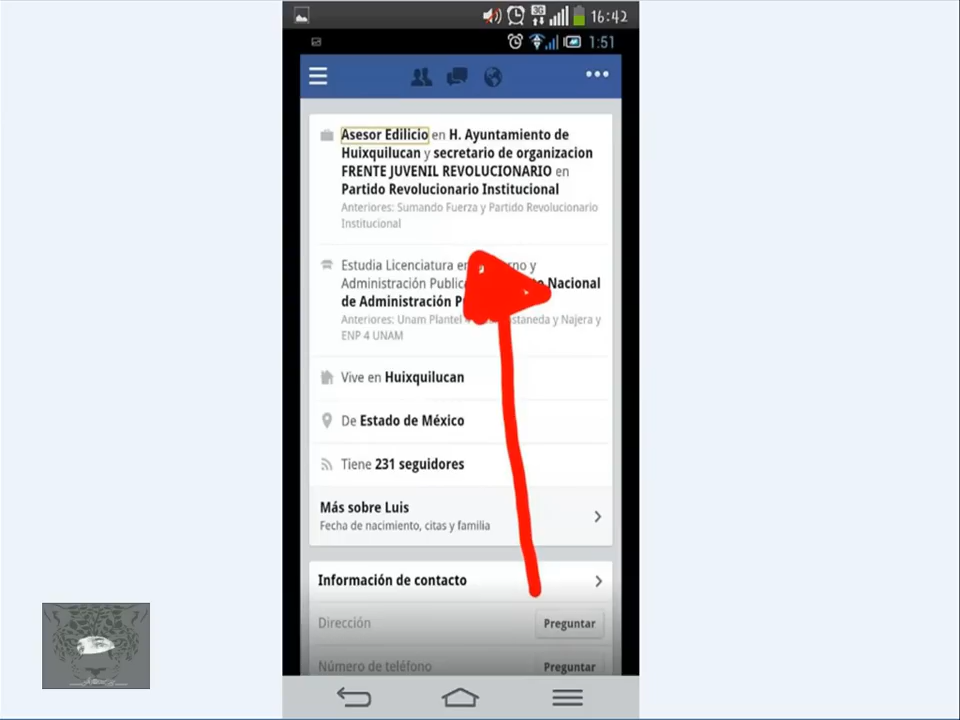 16:42
1:51
Asesor Edilicio en H. Ayuntamiento de
Huixquilucan y secretario de organizacion
FRENTE JUVENIL REVOLUCIONARIO en
Partido Revolucionario Institucional
Anteriores: Sumando Fuerza y Partido Revolucionario
Institucional
Estudia Licenciatura en y
Administración Publica Nacional
de Administración
Anteriores: Unam Plantel 4 y Najera y
ENP 4 UNAM
Vive en Huixquilucan
De Estado de México
Tiene 231 seguidores
Más sobre Luis
Fecha de nacimiento, citas y familia
Información de contacto
Dirección Preguntar
Número de teléfono Preguntar